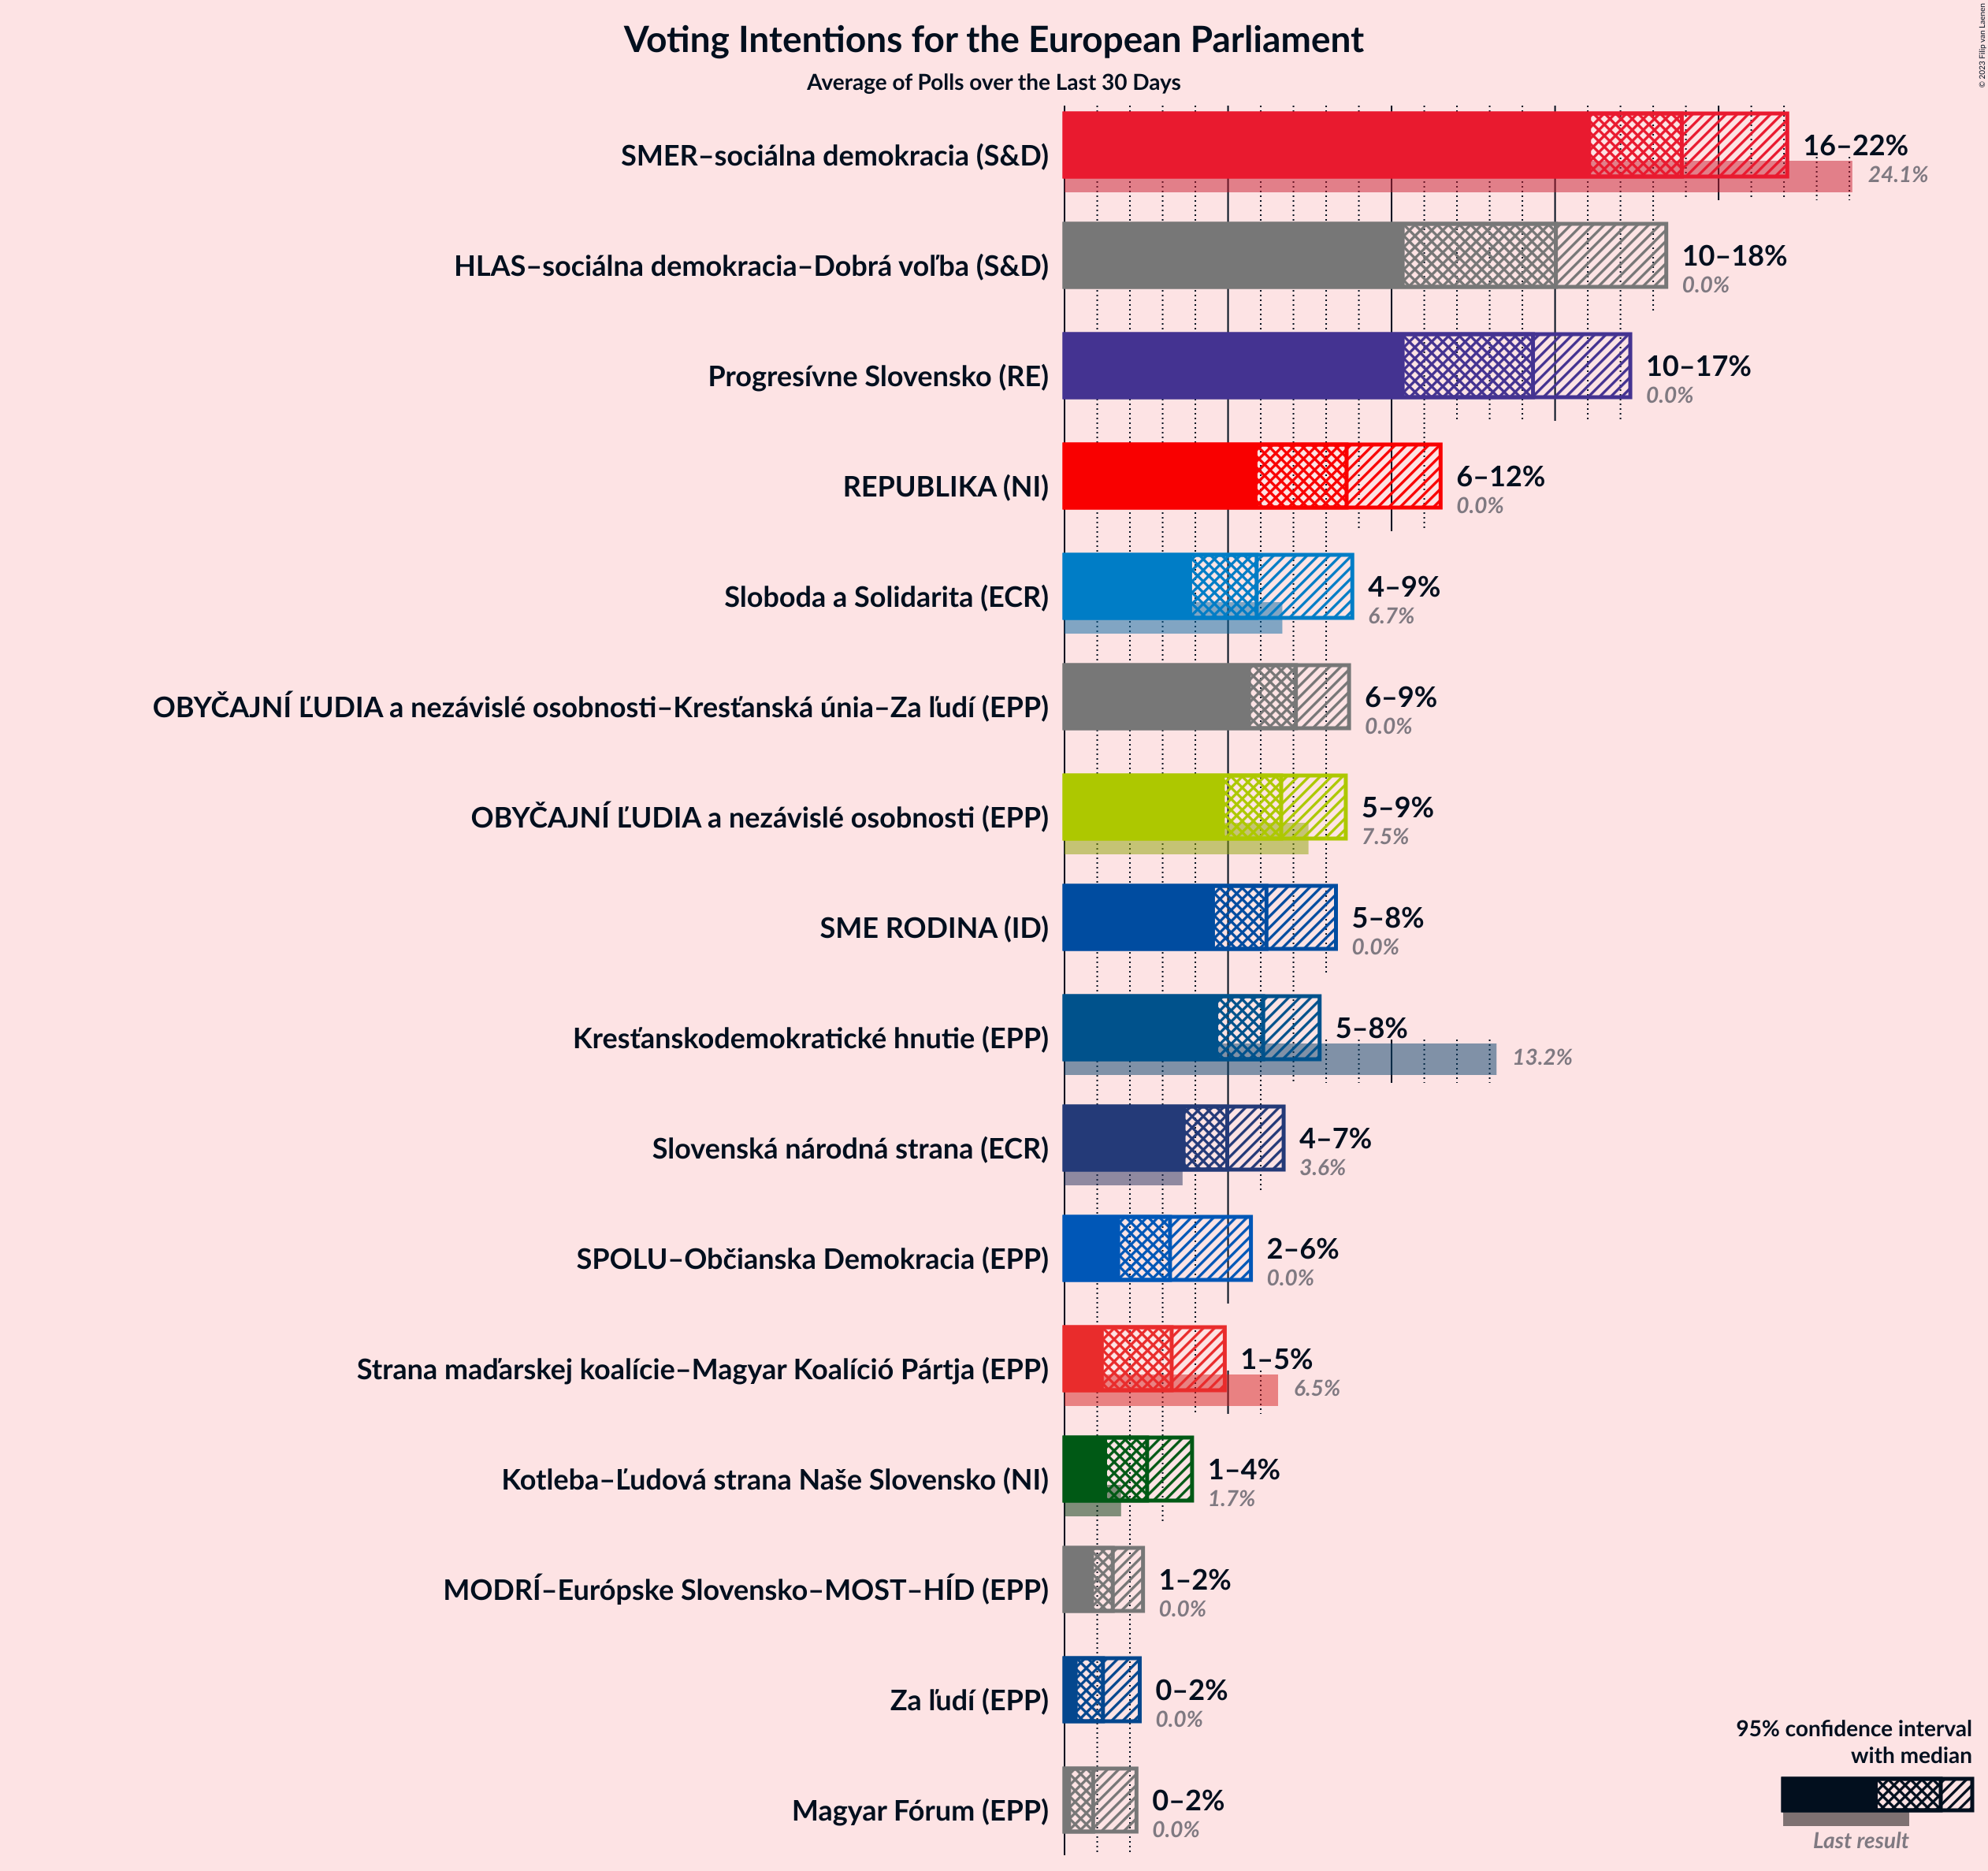 Voting Intentions for the European Parliament
Average of Polls over the Last 30 Days
© 2023 Filip van Laenen
SMER–sociálna demokracia (S&D)
16–22%
24.1%
HLAS–sociálna demokracia–Dobrá voľba (S&D)
10–18%
0.0%
Progresívne Slovensko (RE)
10–17%
0.0%
REPUBLIKA (NI)
6–12%
0.0%
Sloboda a Solidarita (ECR)
4–9%
6.7%
OBYČAJNÍ ĽUDIA a nezávislé osobnosti–Kresťanská únia–Za ľudí (EPP)
6–9%
0.0%
OBYČAJNÍ ĽUDIA a nezávislé osobnosti (EPP)
5–9%
7.5%
SME RODINA (ID)
5–8%
0.0%
Kresťanskodemokratické hnutie (EPP)
5–8%
13.2%
Slovenská národná strana (ECR)
4–7%
3.6%
SPOLU–Občianska Demokracia (EPP)
2–6%
0.0%
Strana maďarskej koalície–Magyar Koalíció Pártja (EPP)
1–5%
6.5%
Kotleba–Ľudová strana Naše Slovensko (NI)
1–4%
1.7%
MODRÍ–Európske Slovensko–MOST–HÍD (EPP)
1–2%
0.0%
Za ľudí (EPP)
0–2%
0.0%
Magyar Fórum (EPP)
0–2%
0.0%
95% confidence interval
with median
Last result